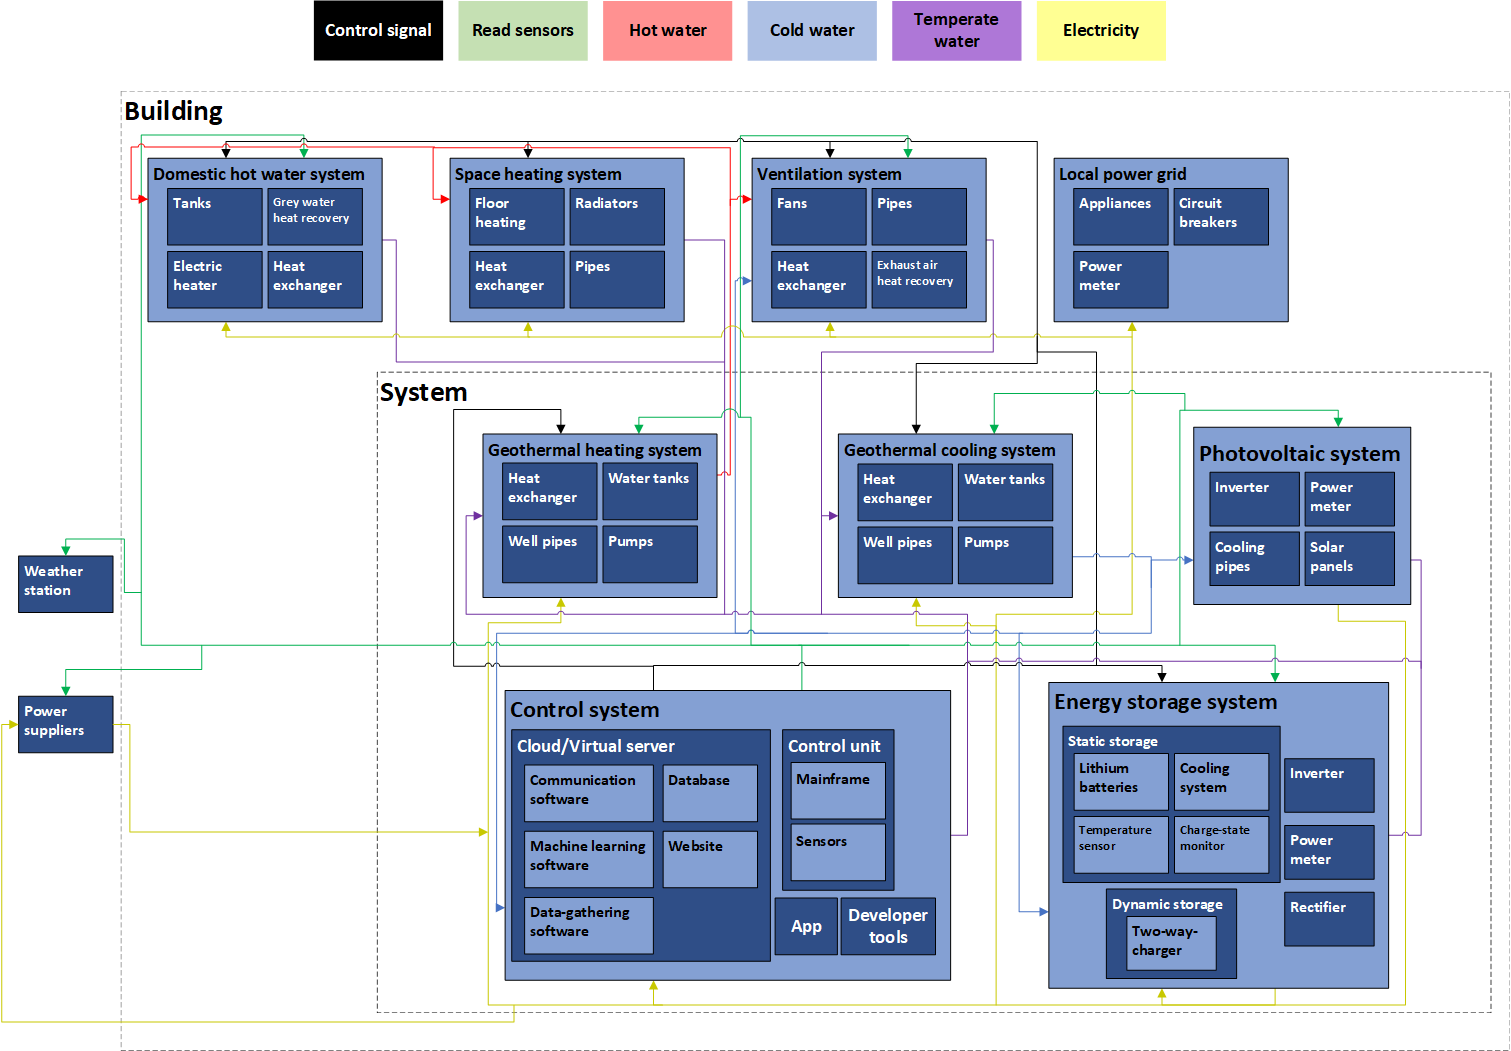 Control signal
Read sensors
Hot water
Cold water
Temperate
water
Electricity
Building
Domestic hot water system
Tanks
Grey water
heat recovery
Electric
heater
Heat
exchanger
Space heating system
Floor
heating
Radiators
Heat
exchanger
Pipes
Ventilation system
Fans
Pipes
Heat
exchanger
Exhaust air
heat recovery
Local power grid
Appliances
Circuit
breakers
Power
meter
System
Geothermal heating system
Heat
exchanger
Water tanks
Well pipes
Pumps
Geothermal cooling system
Heat
exchanger
Water tanks
Well pipes
Pumps
Photovoltaic system
Inverter
Power
meter
Cooling
pipes
Solar
panels
Weather
station
Power
suppliers
Control system
Cloud/Virtual server
Communication
software
Database
Machine learning
software
Website
Data-gathering
software
Control unit
Mainframe
Sensors
App
Developer
tools
Energy storage system
Static storage
Lithium
batteries
Cooling
system
Temperature
sensor
Charge-state
monitor
Inverter
Power
meter
Rectifier
Dynamic storage
Two-way-
charger